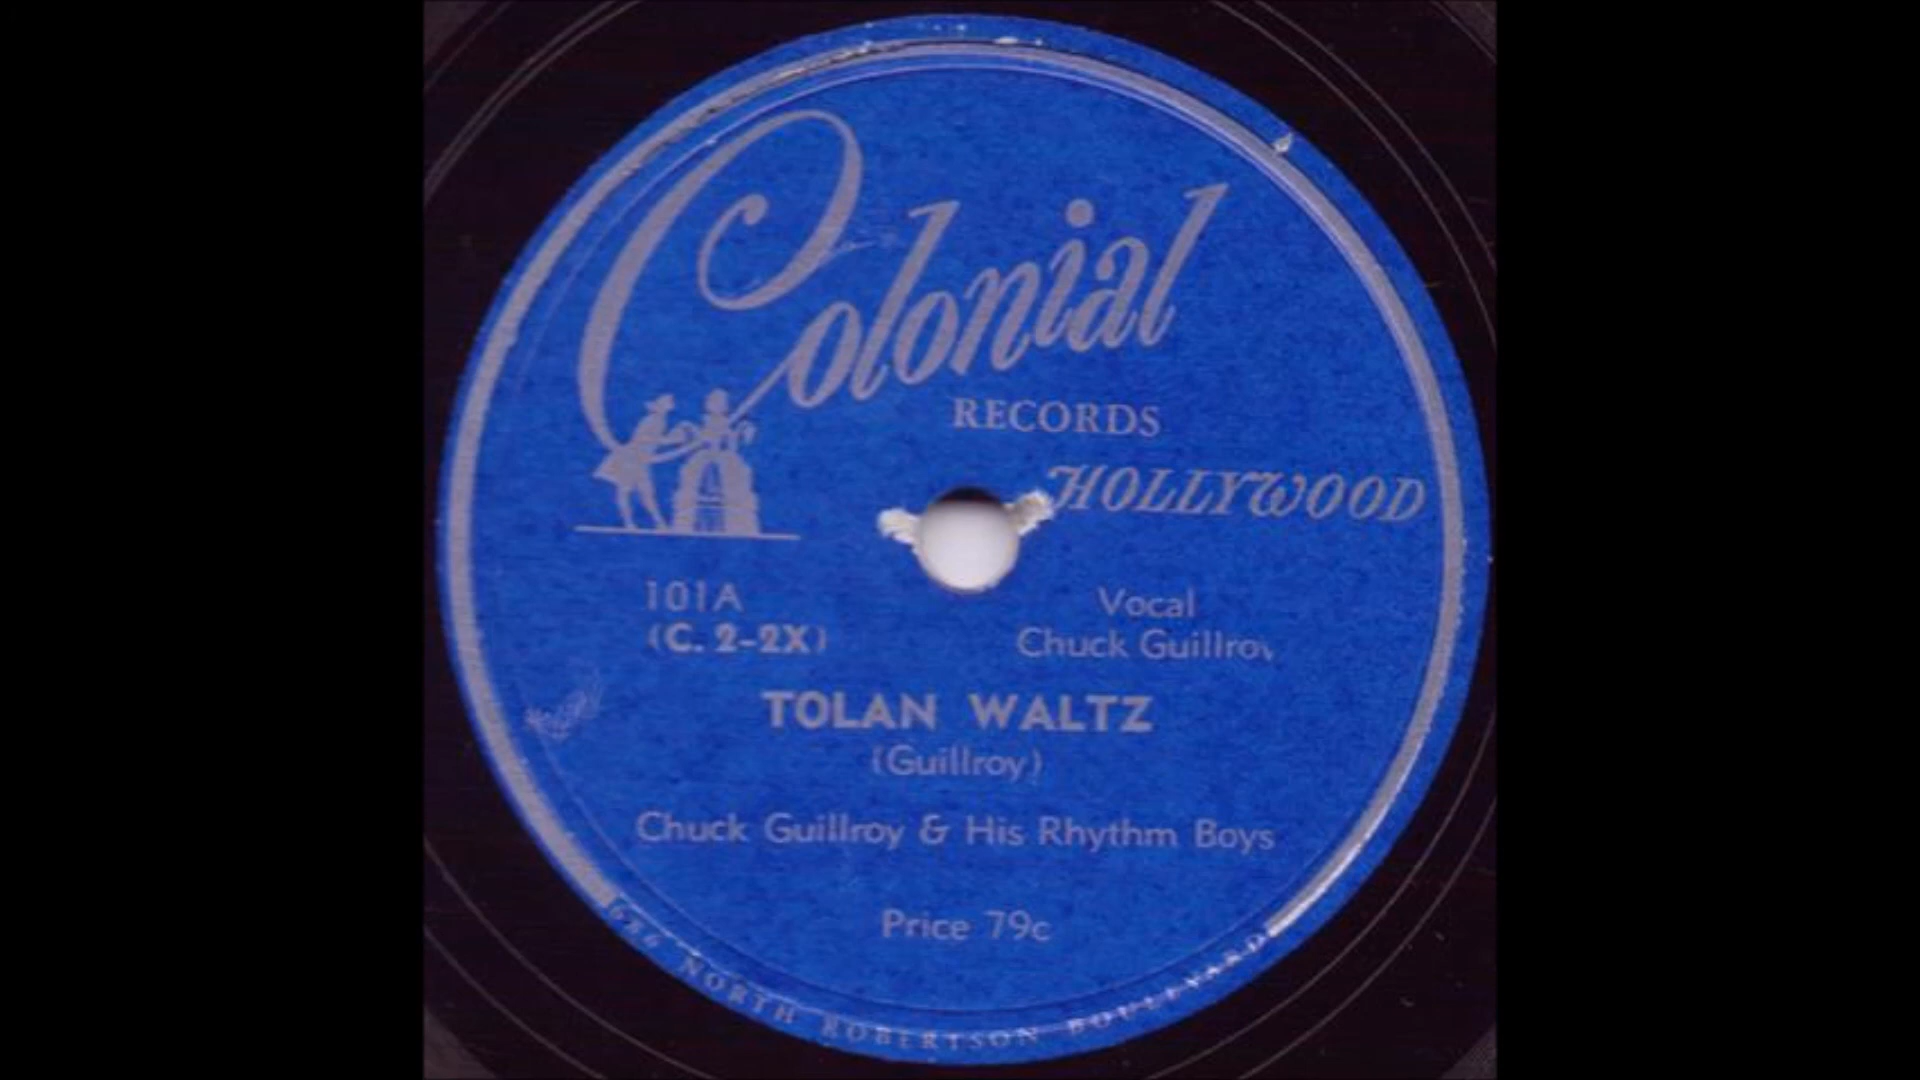 Colonial
RECORDS
HOLLYWOOD
101A
(C. 2-2X)
Vocal
Chuck Guillroy
TOLAN WALTZ
(Guillroy)
Chuck Guillroy & His Rhythm Boys
Price 79c
686 NORTH ROBERTSON BOULEVARD